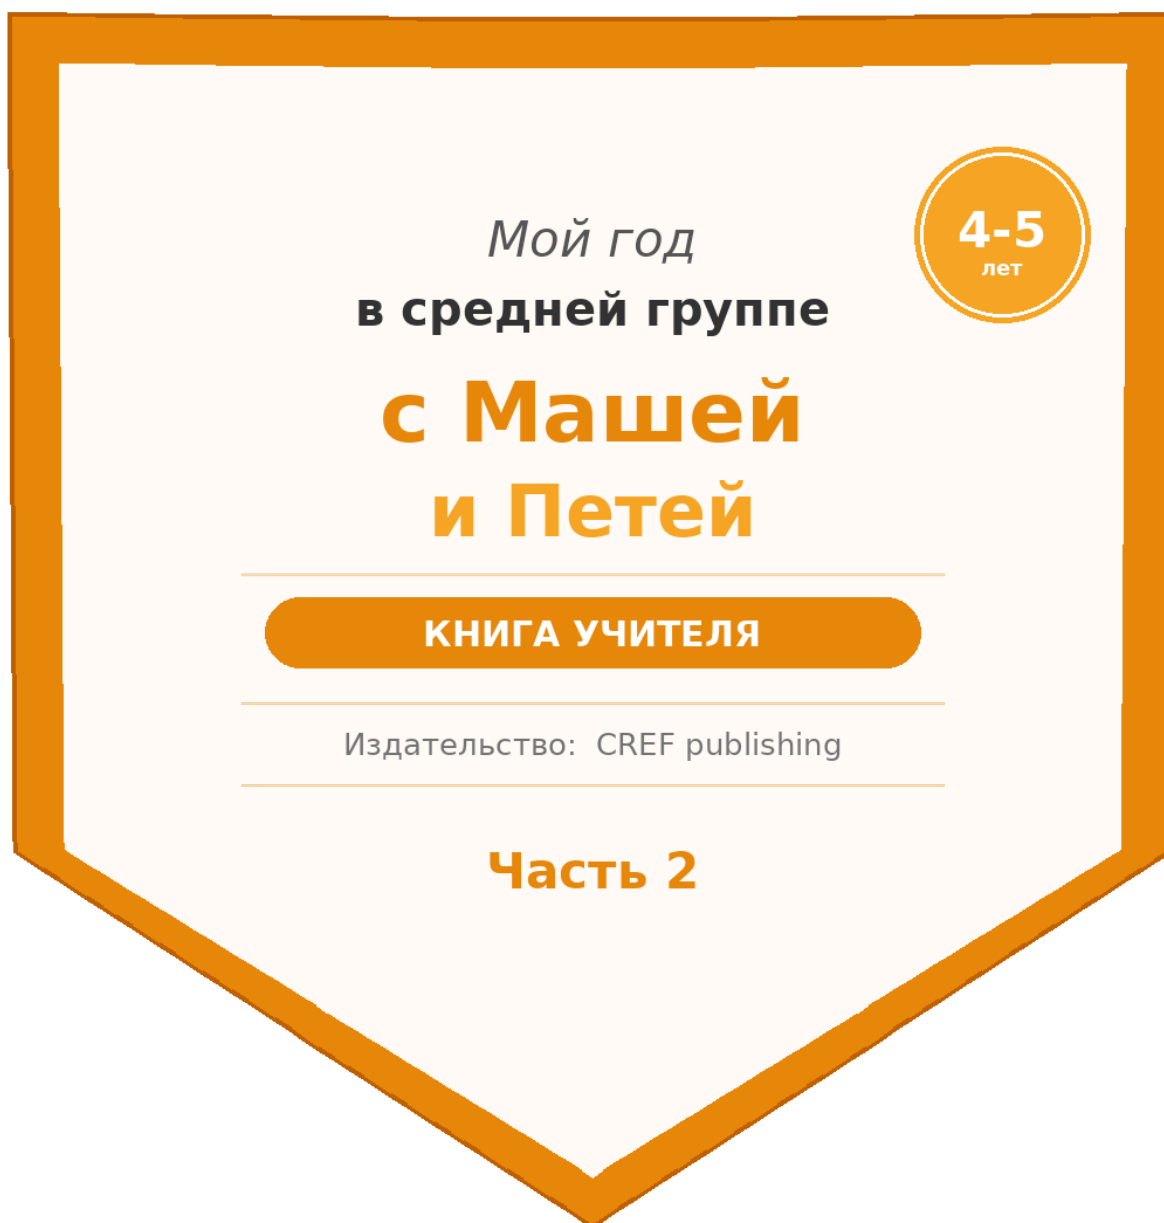 Мой год
4-5
лет
в средней группе
с Машей
и Петей
КНИГА УЧИТЕЛЯ
Издательство: CREF publishing
Часть 2